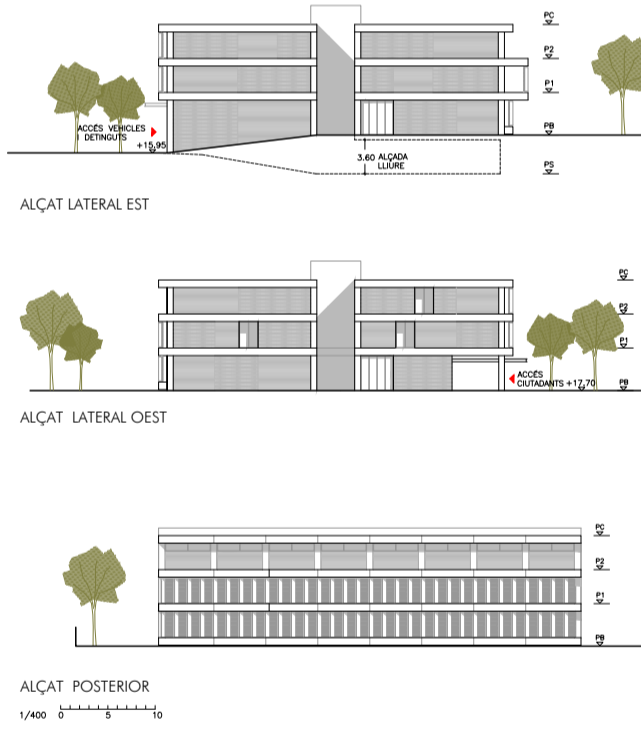 PC
P2
P1
ACCÉS VEHICLES
I DETINGUTS
+15,95
PB
3.60 ALÇADA
LLIURE
PS
ALÇAT LATERAL EST
PC
P2
P1
ACCÉS
CIUTADANTS +17,70
PB
ALÇAT LATERAL OEST
PC
P2
P1
PB
ALÇAT POSTERIOR
1/400 0 5 10